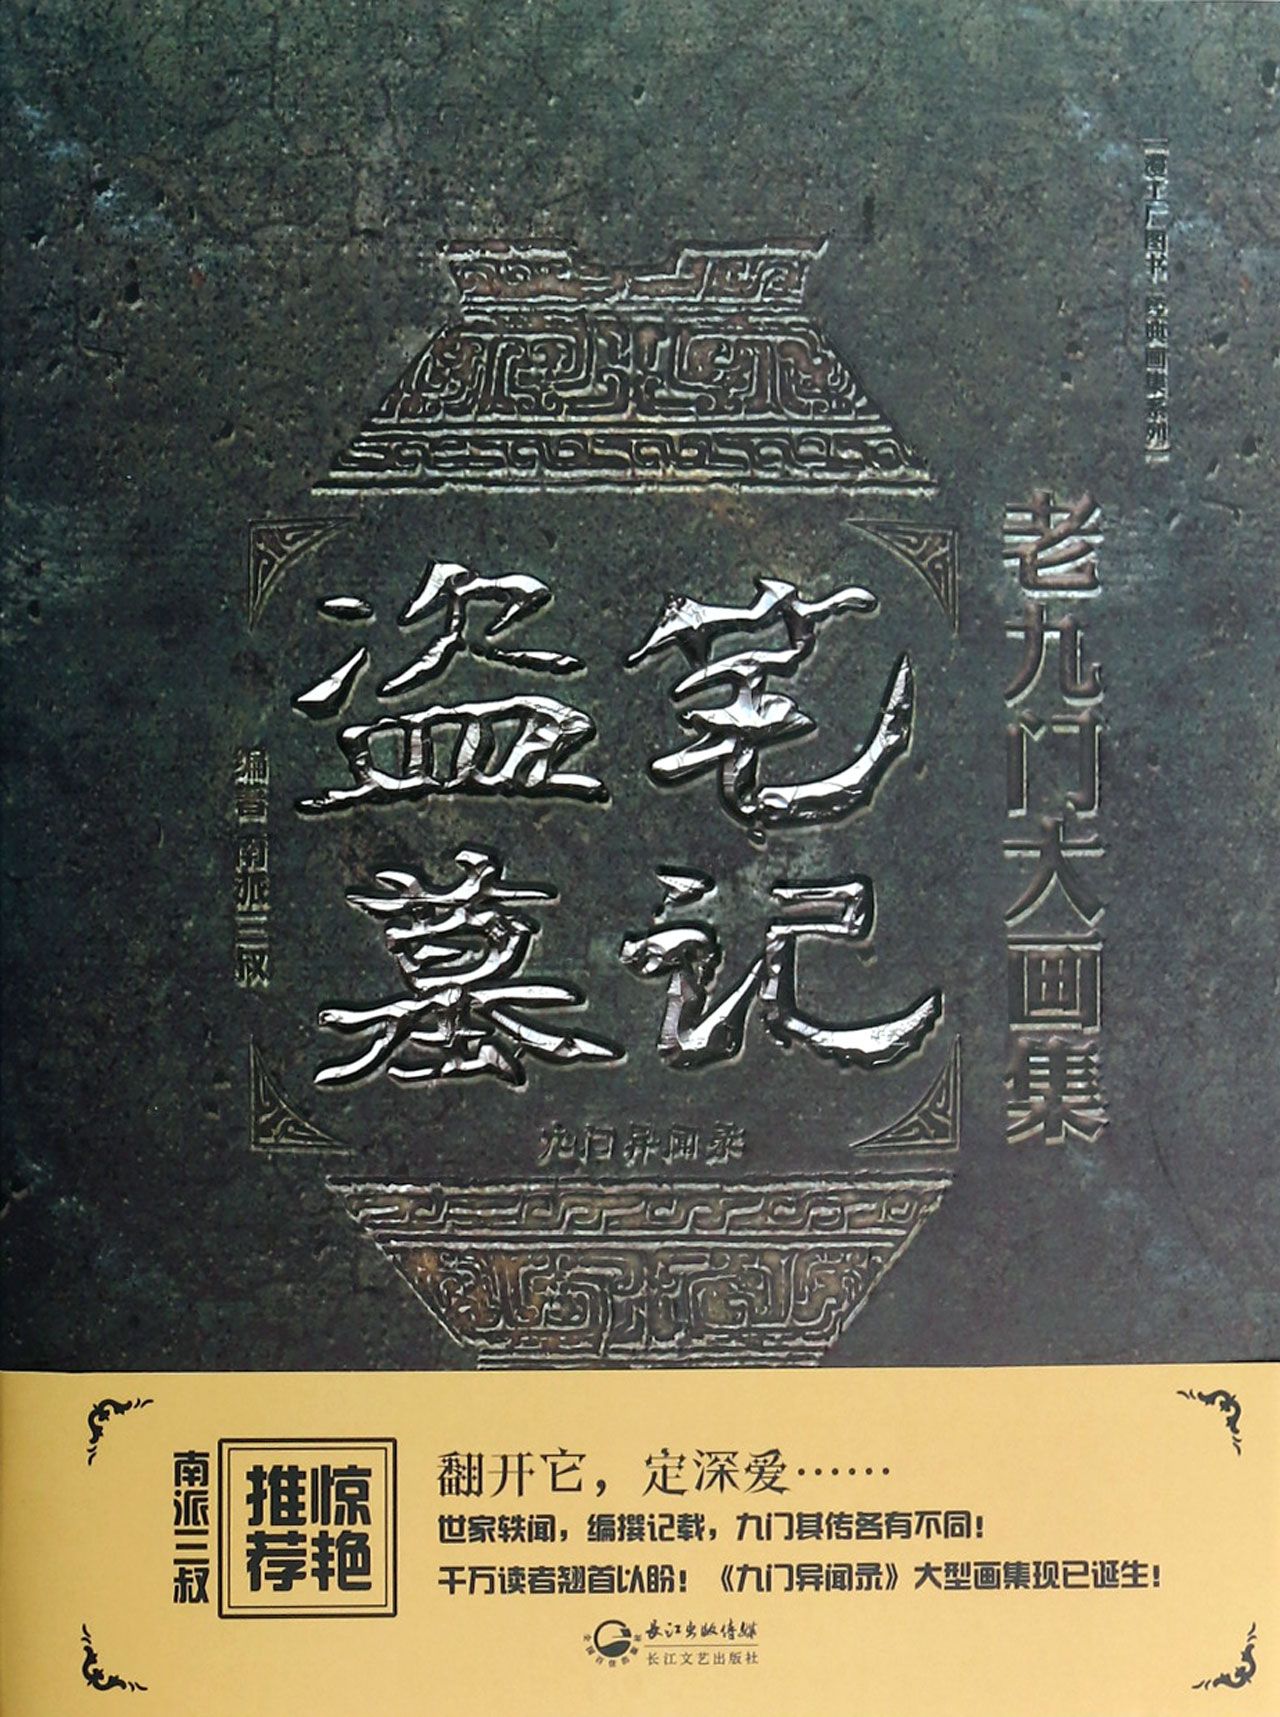 【漫工厂图书 经典画集系列】
老九门大画集
盗墓
笔记
编著 南派三叔
九门异闻录
南派三叔
惊艳
推荐
翻开它，定深爱……
世家轶闻，编撰记载，九门其传各有不同！
千万读者翘首以盼！《九门异闻录》大型画集现已诞生！
长江出版传媒
长江文艺出版社